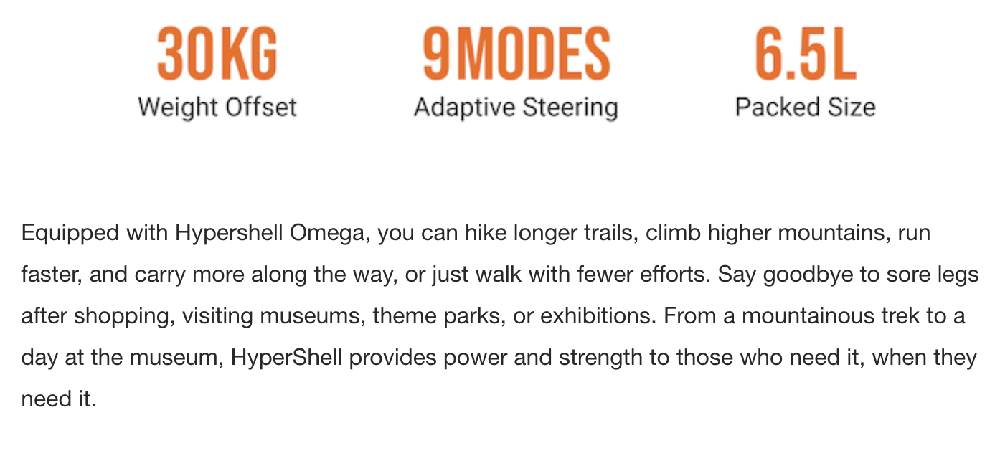 30KG 9MODES 6.5L
Weight Offset Adaptive Steering Packed Size
Equipped with Hypershell Omega, you can hike longer trails, climb higher mountains, run
faster, and carry more along the way, or just walk with fewer efforts. Say goodbye to sore legs
after shopping, visiting museums, theme parks, or exhibitions. From a mountainous trek to a
day at the museum, HyperShell provides power and strength to those who need it, when they
need it.